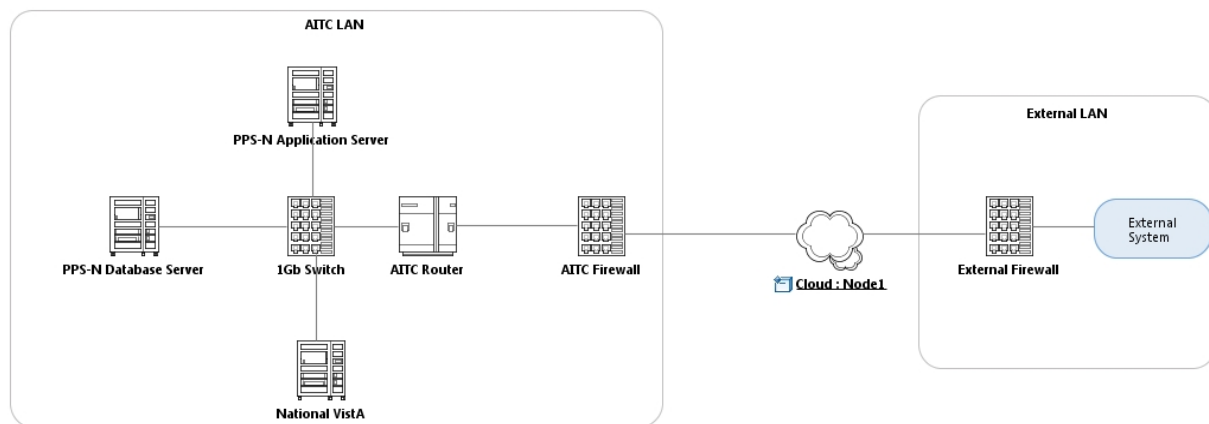 AITC LAN
PPS-N Application Server
External LAN
PPS-N Database Server
1Gb Switch
AITC Router
AITC Firewall
Cloud : Node1
External Firewall
External
System
National VistA